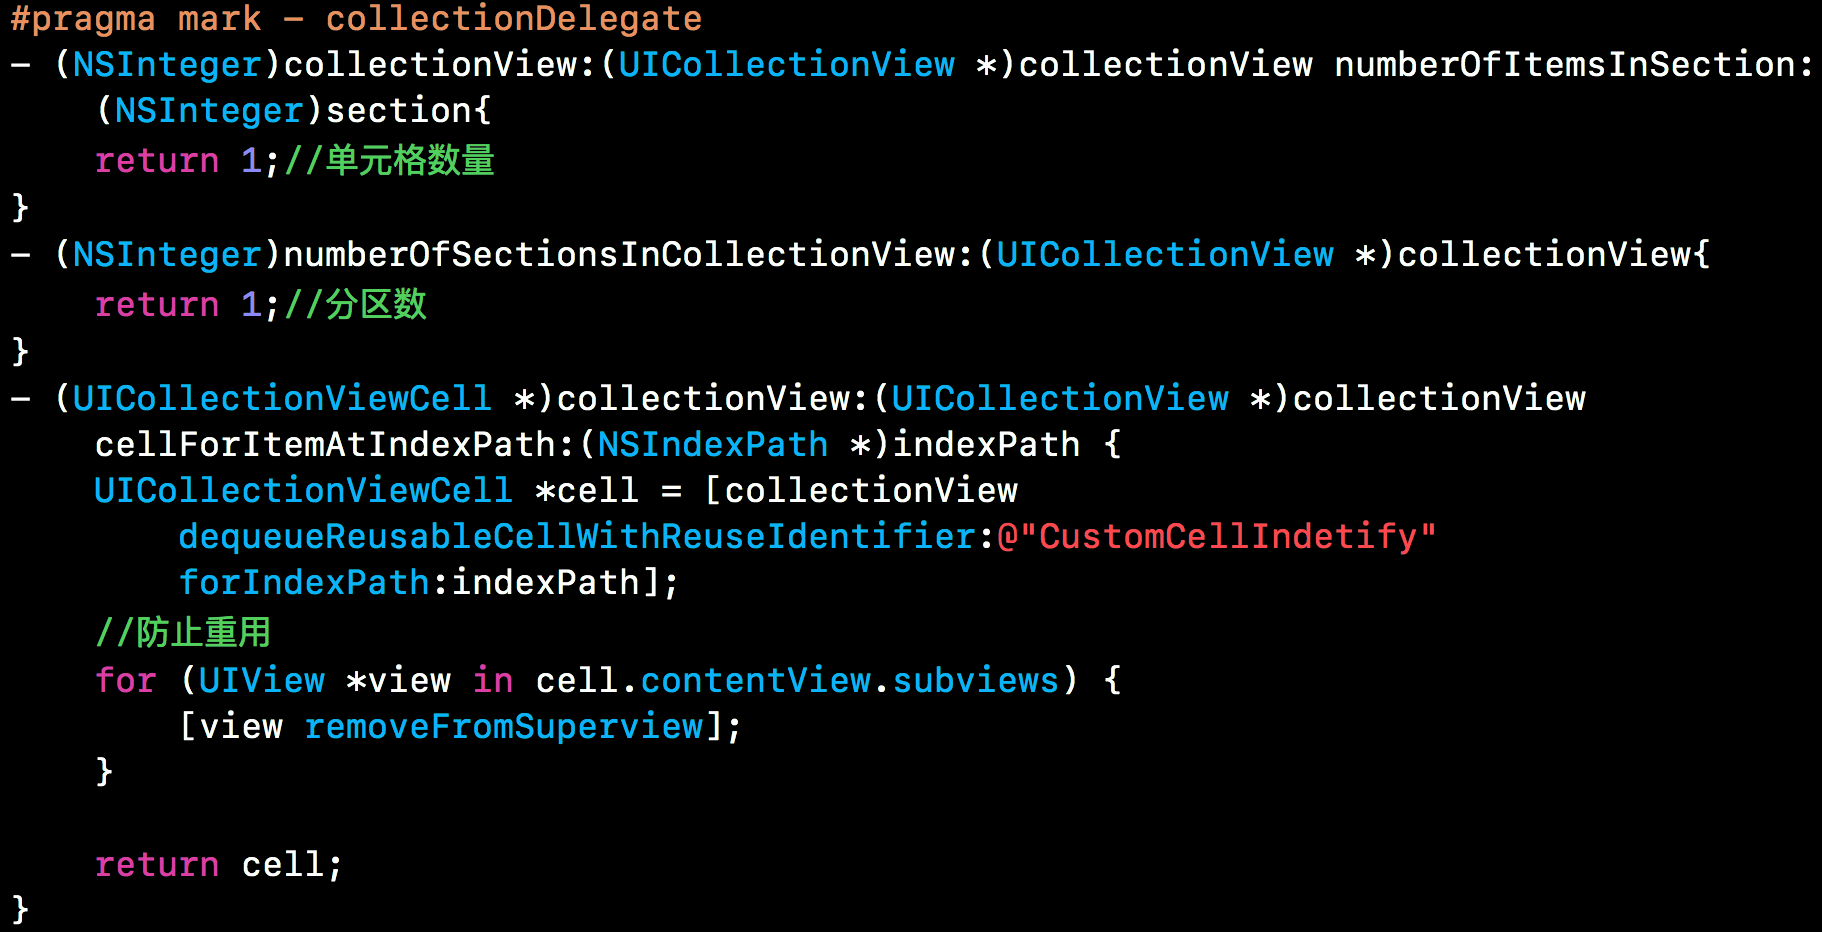 #pragma mark - collectionDelegate
- (NSInteger)collectionView:(UICollectionView *)collectionView numberOfItemsInSection:
(NSInteger)section{
return 1;//单元格数量
}
- (NSInteger)numberOfSectionsInCollectionView:(UICollectionView *)collectionView{
return 1;//分区数
}
- (UICollectionViewCell *)collectionView:(UICollectionView *)collectionView
cellForItemAtIndexPath:(NSIndexPath *)indexPath {
UICollectionViewCell *cell = [collectionView
dequeueReusableCellWithReuseIdentifier:@"CustomCellIndetify"
forIndexPath:indexPath];
//防止重用
for (UIView *view in cell.contentView.subviews) {
[view removeFromSuperview];
}
return cell;
}